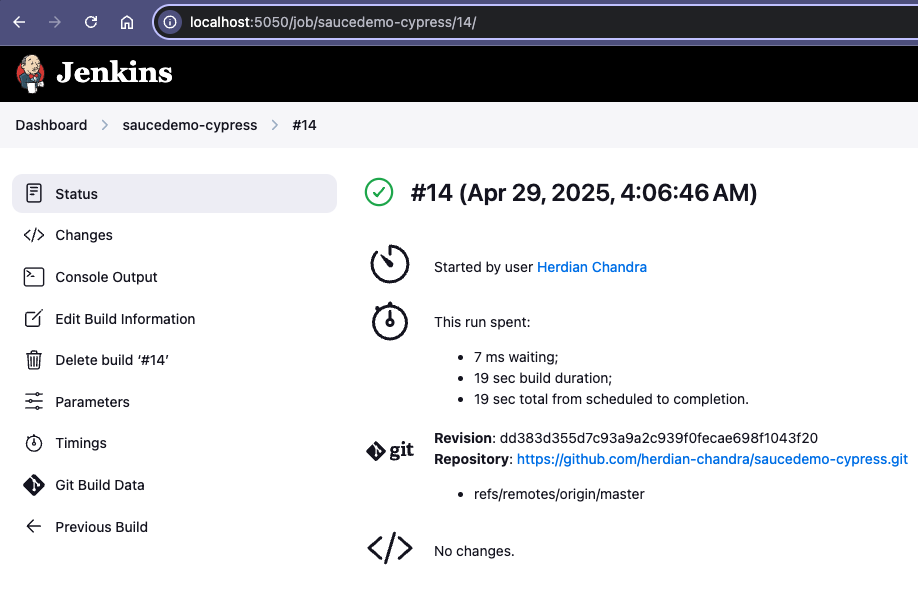 localhost:5050/job/saucedemo-cypress/14/
Jenkins
Dashboard > saucedemo-cypress > #14
Status
Changes
Console Output
Edit Build Information
Delete build ‘#14’
Parameters
Timings
Git Build Data
Previous Build
#14 (Apr 29, 2025, 4:06:46 AM)
Started by user Herdian Chandra
This run spent:
• 7 ms waiting;
• 19 sec build duration;
• 19 sec total from scheduled to completion.
git
Revision: dd383d355d7c93a9a2c939f0fecae698f1043f20
Repository: https://github.com/herdian-chandra/saucedemo-cypress.git
• refs/remotes/origin/master
No changes.